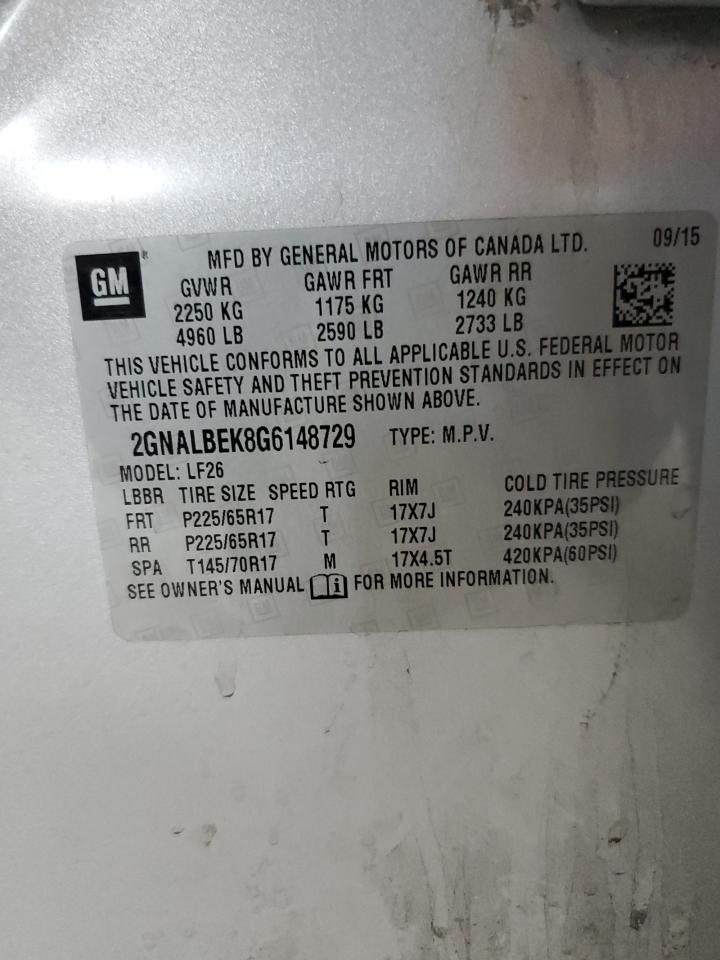 GM ® MFD BY GENERAL MOTORS OF CANADA LTD. 09/15
GVWR GAWR FRT GAWR RR
2250 KG 1175 KG 1240 KG
4960 LB 2590 LB 2733 LB
THIS VEHICLE CONFORMS TO ALL APPLICABLE U.S. FEDERAL MOTOR
VEHICLE SAFETY AND THEFT PREVENTION STANDARDS IN EFFECT ON
THE DATE OF MANUFACTURE SHOWN ABOVE.
2GNALBEK8G6148729 TYPE: M.P.V.
MODEL: LF26
LBBR TIRE SIZE SPEED RTG RIM COLD TIRE PRESSURE
FRT P225/65R17 T 17X7J 240KPA(35PSI)
RR P225/65R17 T 17X7J 240KPA(35PSI)
SPA T145/70R17 M 17X4.5T 420KPA(60PSI)
SEE OWNER'S MANUAL i FOR MORE INFORMATION.